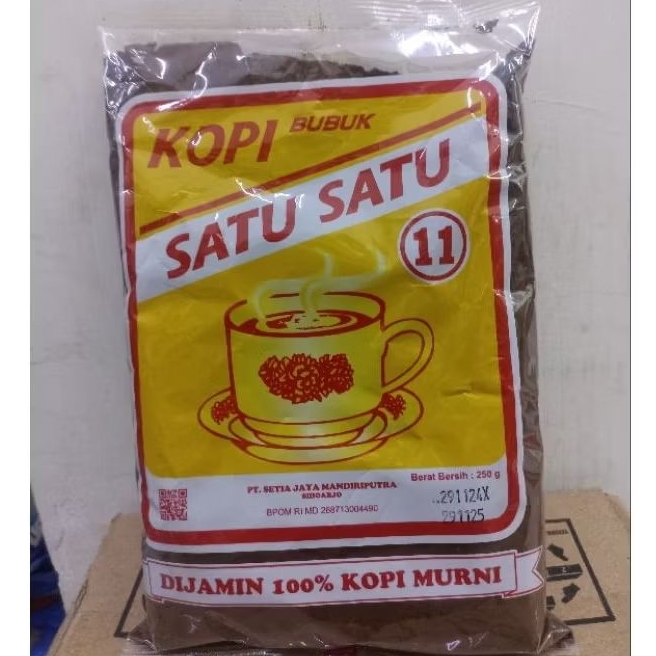 KOPI BUBUK
SATU SATU
11
Berat Bersih : 250 g
PT. SETIA JAYA MANDIRIPUTRA
SIDOARJO
BPOM RI MD 268713004490
291124X
291125
DIJAMIN 100% KOPI MURNI